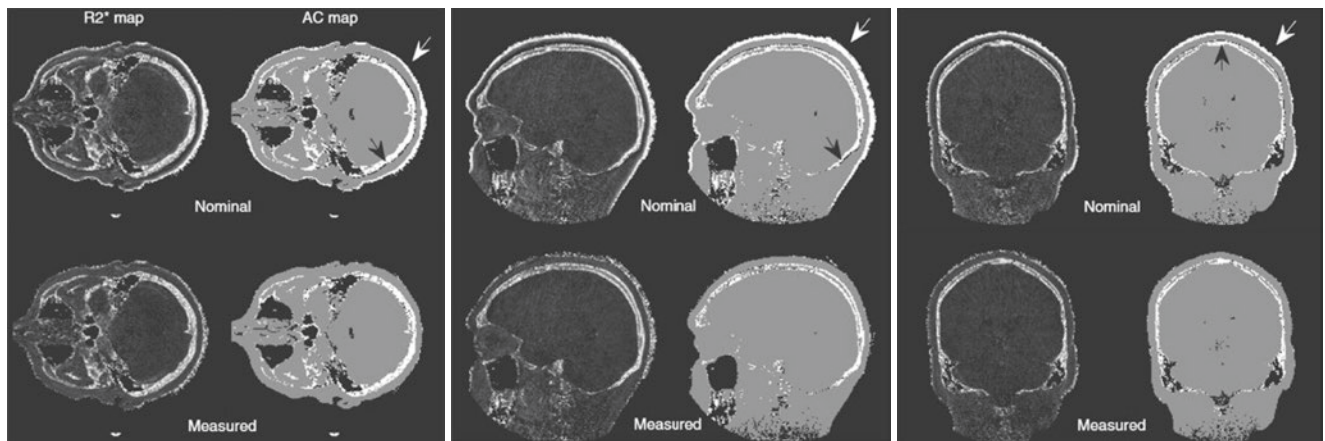 R2* map
AC map
Nominal
Measured
Nominal
Measured
Nominal
Measured